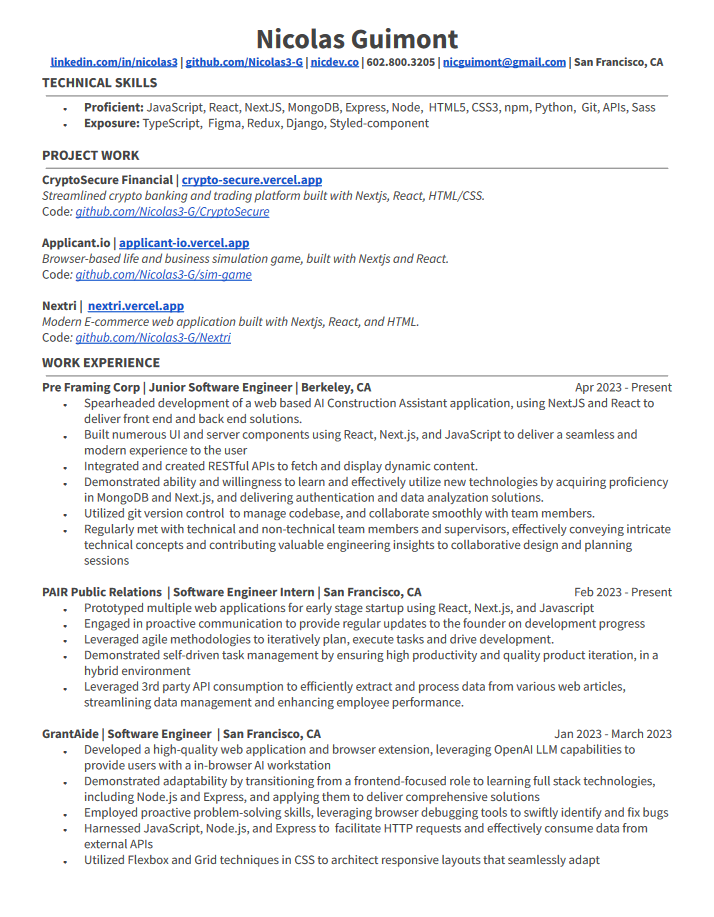 Nicolas Guimont
linkedin.com/in/nicolas3 | github.com/Nicolas3-G | nicdev.co | 602.800.3205 | nicguimont@gmail.com | San Francisco, CA
TECHNICAL SKILLS
• Proficient: JavaScript, React, NextJS, MongoDB, Express, Node, HTML5, CSS3, npm, Python, Git, APIs, Sass
• Exposure: TypeScript, Figma, Redux, Django, Styled-component
PROJECT WORK
CryptoSecure Financial | crypto-secure.vercel.app
Streamlined crypto banking and trading platform built with Nextjs, React, HTML/CSS.
Code: github.com/Nicolas3-G/CryptoSecure
Applicant.io | applicant-io.vercel.app
Browser-based life and business simulation game, built with Nextjs and React.
Code: github.com/Nicolas3-G/sim-game
Nextri | nextri.vercel.app
Modern E-commerce web application built with Nextjs, React, and HTML.
Code: github.com/Nicolas3-G/Nextri
WORK EXPERIENCE
Pre Framing Corp | Junior Software Engineer | Berkeley, CA Apr 2023 - Present
• Spearheaded development of a web based AI Construction Assistant application, using NextJS and React to
deliver front end and back end solutions.
• Built numerous UI and server components using React, Next.js, and JavaScript to deliver a seamless and
modern experience to the user
• Integrated and created RESTful APIs to fetch and display dynamic content.
• Demonstrated ability and willingness to learn and effectively utilize new technologies by acquiring proficiency
in MongoDB and Next.js, and delivering authentication and data analyzation solutions.
• Utilized git version control to manage codebase, and collaborate smoothly with team members.
• Regularly met with technical and non-technical team members and supervisors, effectively conveying intricate
technical concepts and contributing valuable engineering insights to collaborative design and planning
sessions
PAIR Public Relations | Software Engineer Intern | San Francisco, CA Feb 2023 - Present
• Prototyped multiple web applications for early stage startup using React, Next.js, and Javascript
• Engaged in proactive communication to provide regular updates to the founder on development progress
• Leveraged agile methodologies to iteratively plan, execute tasks and drive development.
• Demonstrated self-driven task management by ensuring high productivity and quality product iteration, in a
hybrid environment
• Leveraged 3rd party API consumption to efficiently extract and process data from various web articles,
streamlining data management and enhancing employee performance.
GrantAide | Software Engineer | San Francisco, CA Jan 2023 - March 2023
• Developed a high-quality web application and browser extension, leveraging OpenAI LLM capabilities to
provide users with a in-browser AI workstation
• Demonstrated adaptability by transitioning from a frontend-focused role to learning full stack technologies,
including Node.js and Express, and applying them to deliver comprehensive solutions
• Employed proactive problem-solving skills, leveraging browser debugging tools to swiftly identify and fix bugs
• Harnessed JavaScript, Node.js, and Express to facilitate HTTP requests and effectively consume data from
external APIs
• Utilized Flexbox and Grid techniques in CSS to architect responsive layouts that seamlessly adapt